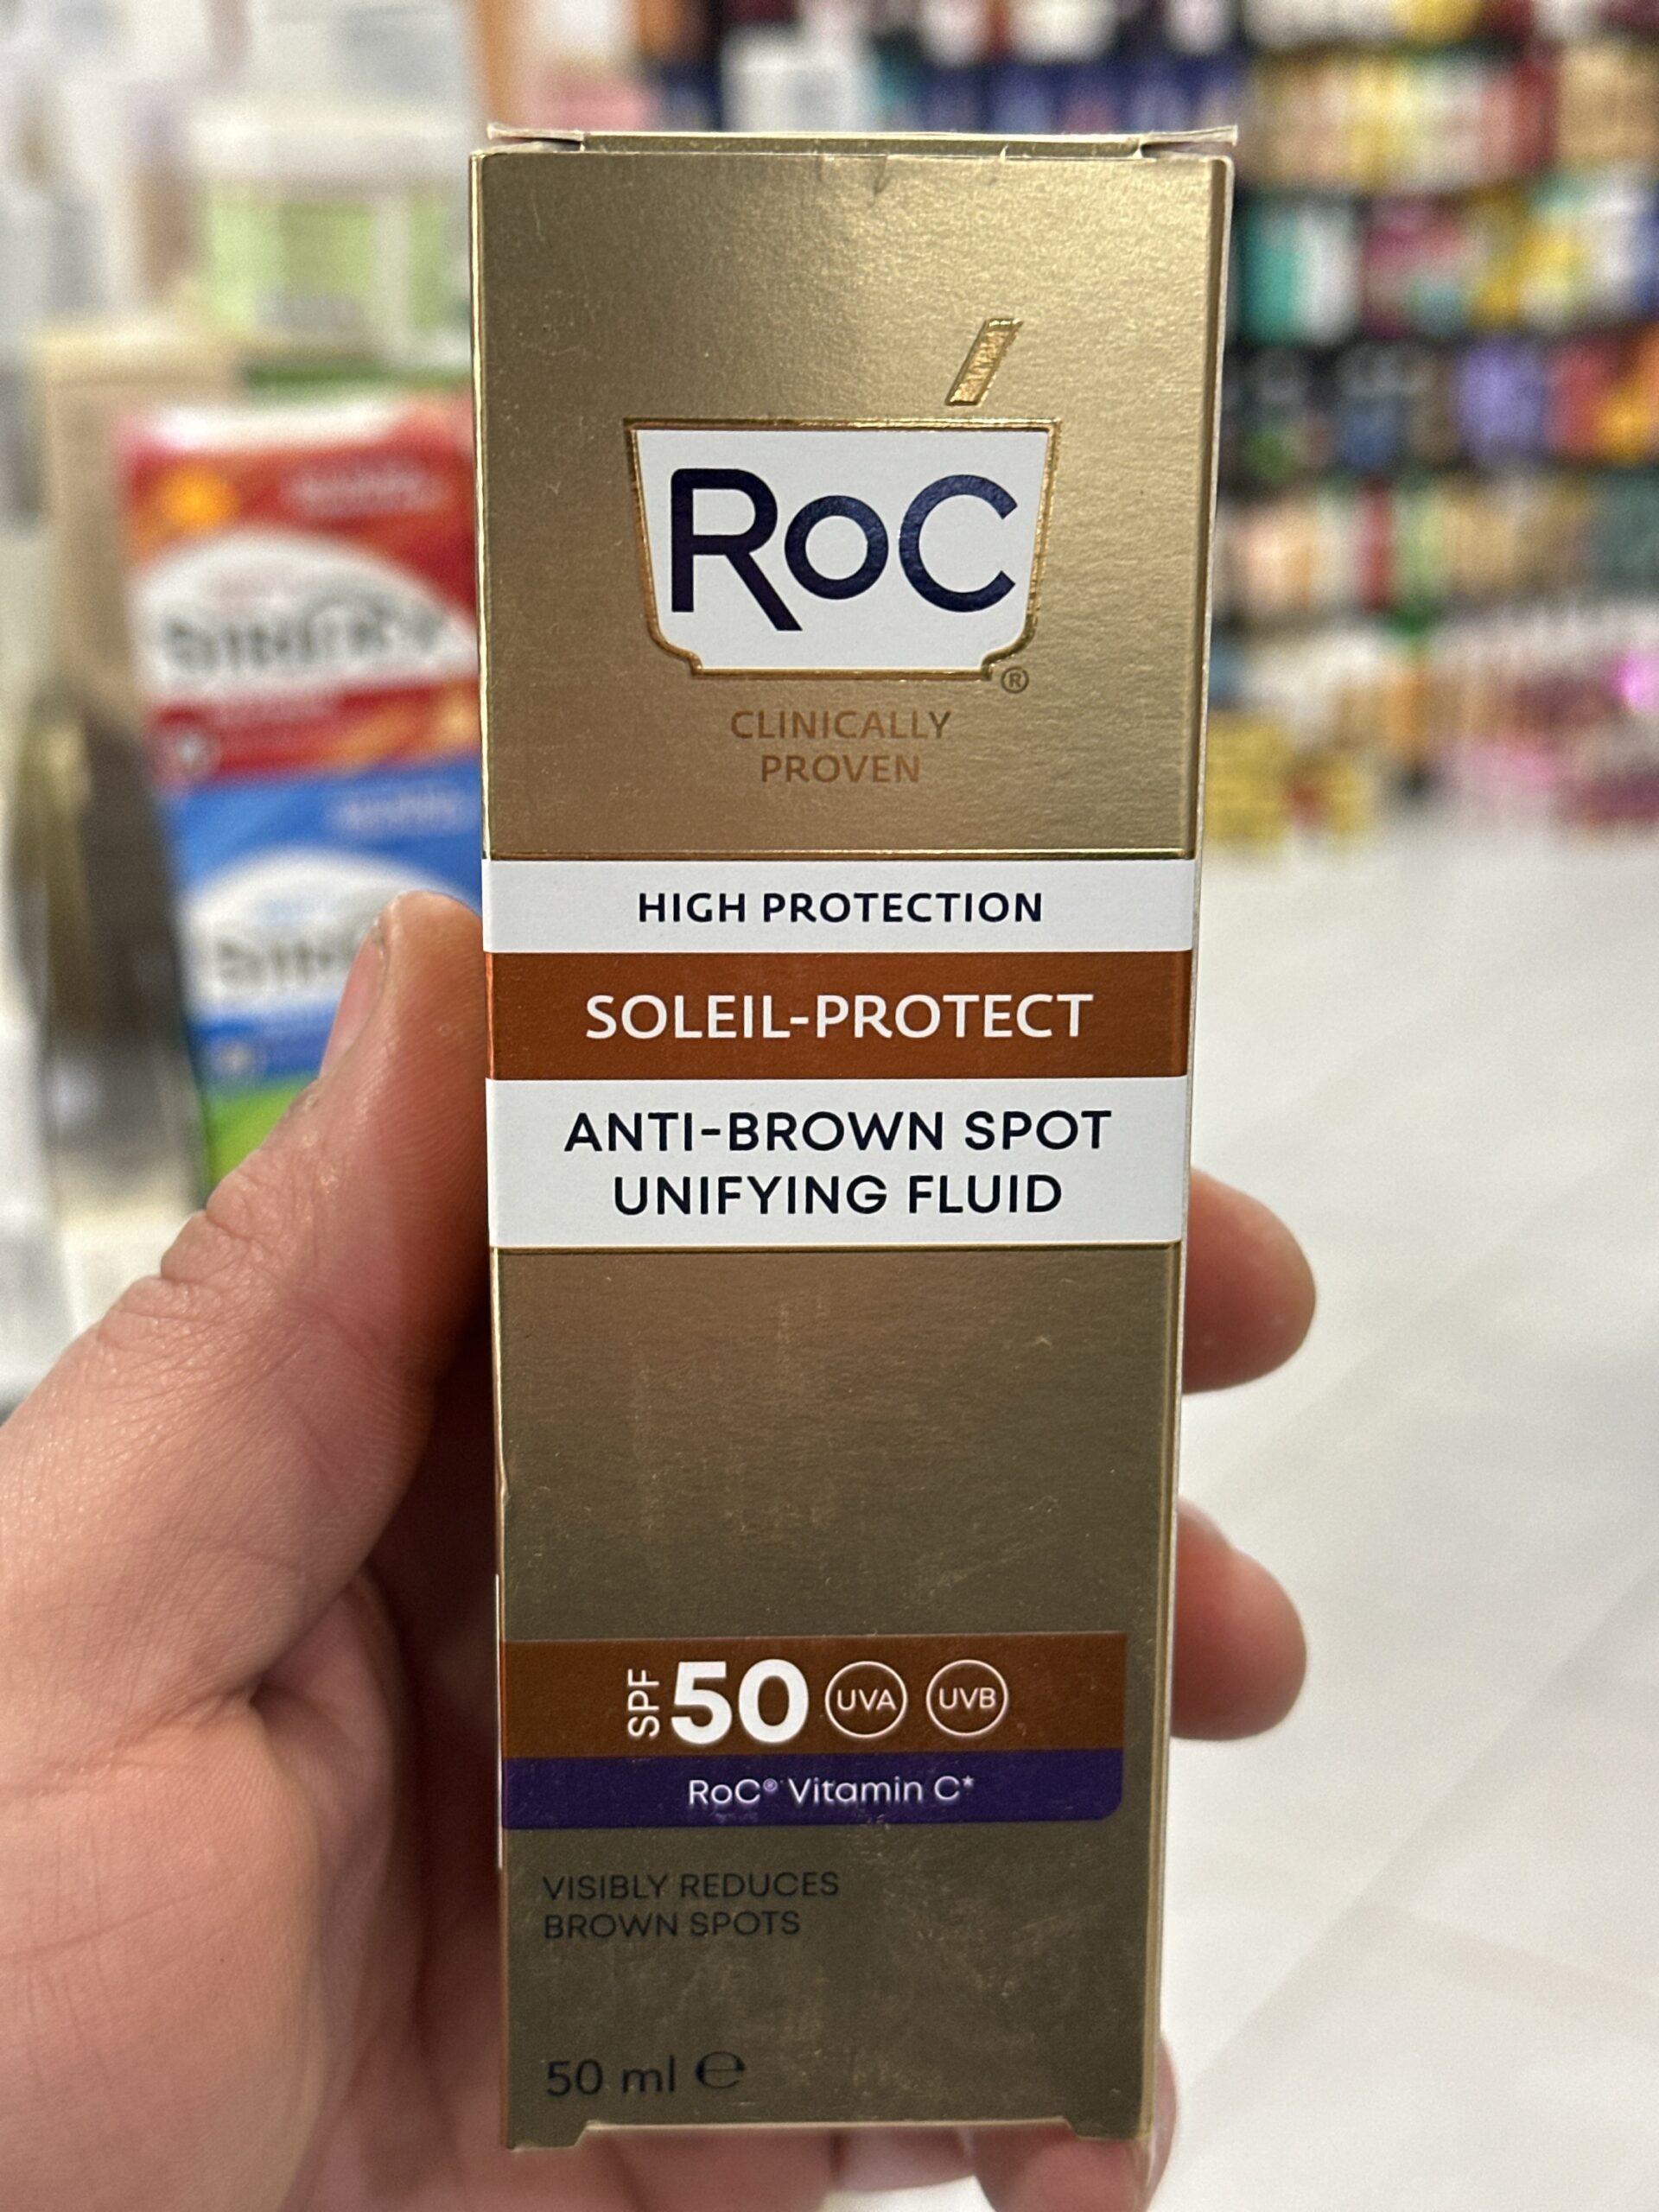 RoC
®
CLINICALLY
PROVEN
HIGH PROTECTION
SOLEIL-PROTECT
ANTI-BROWN SPOT
UNIFYING FLUID
SPF 50 UVA UVB
RoC® Vitamin C*
VISIBLY REDUCES
BROWN SPOTS
50 ml ℮